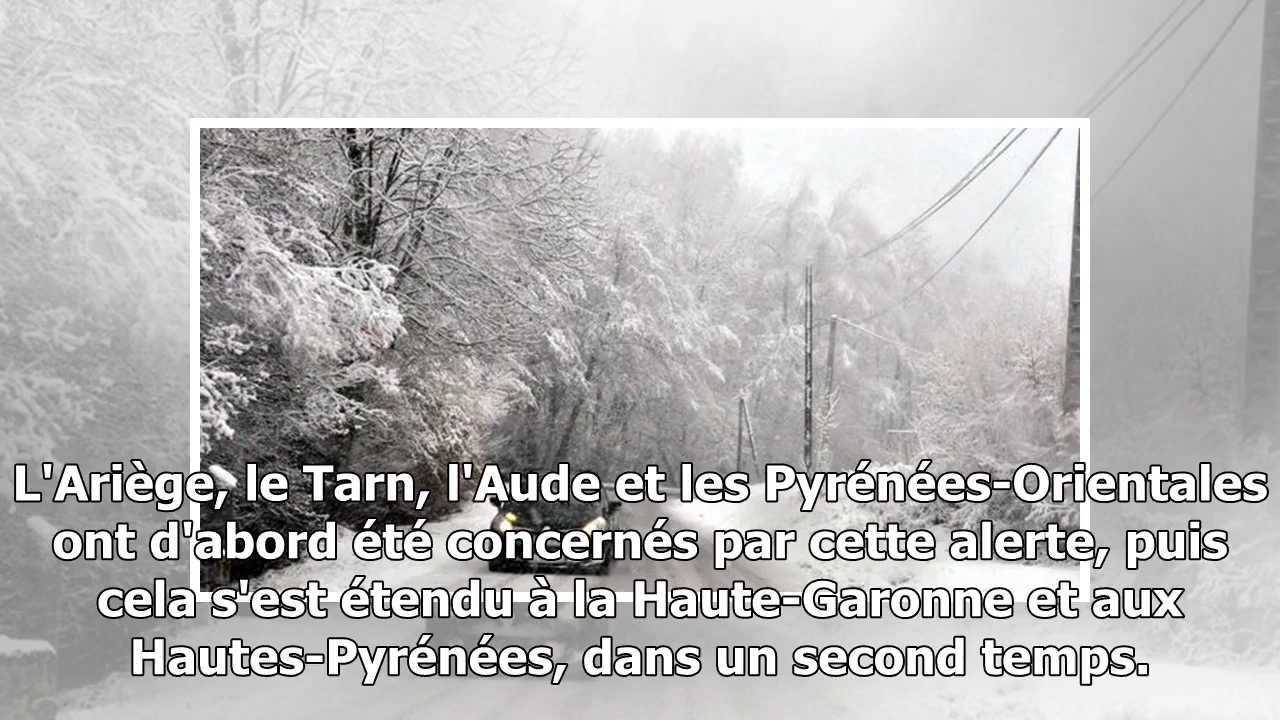 L'Ariège, le Tarn, l'Aude et les Pyrénées-Orientales
ont d'abord été concernés par cette alerte, puis
cela s'est étendu à la Haute-Garonne et aux
Hautes-Pyrénées, dans un second temps.